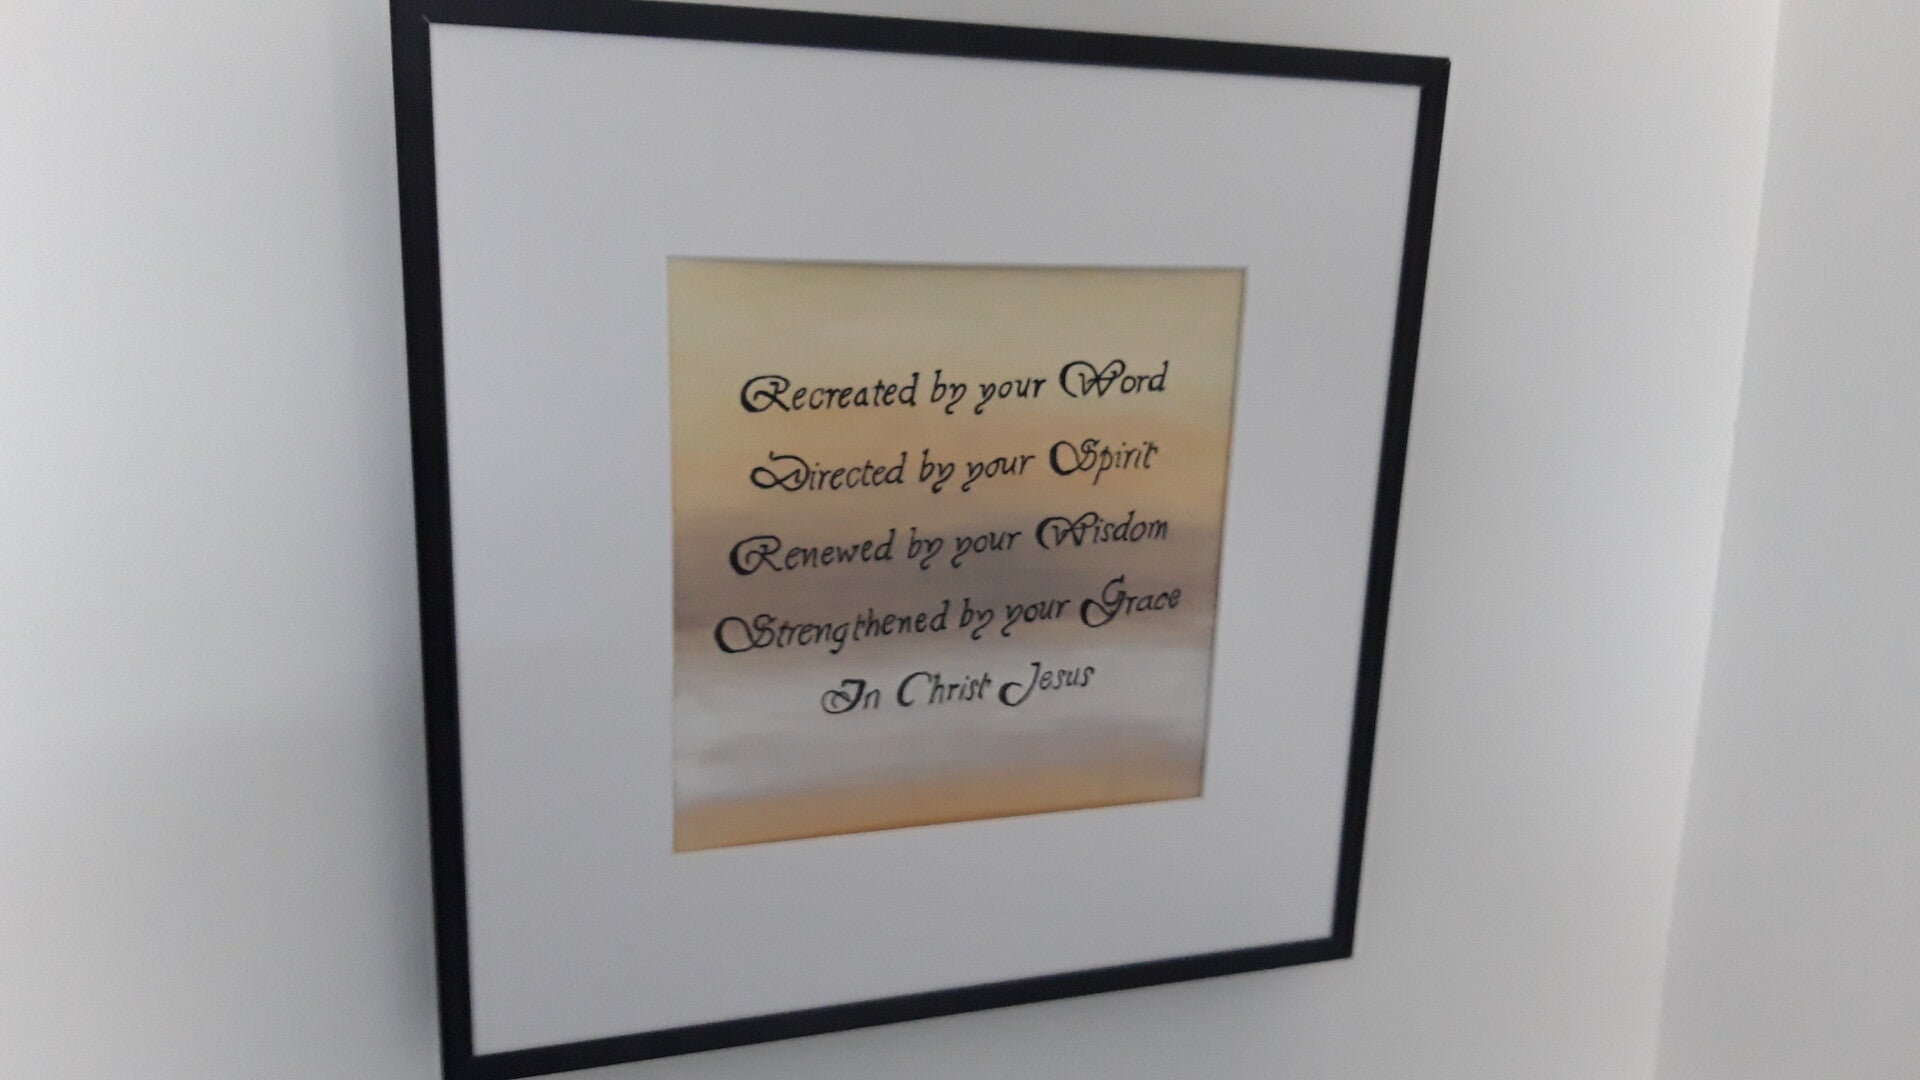 Recreated by your Word
Directed by your Spirit
Renewed by your Wisdom
Strengthened by your Grace
In Christ Jesus